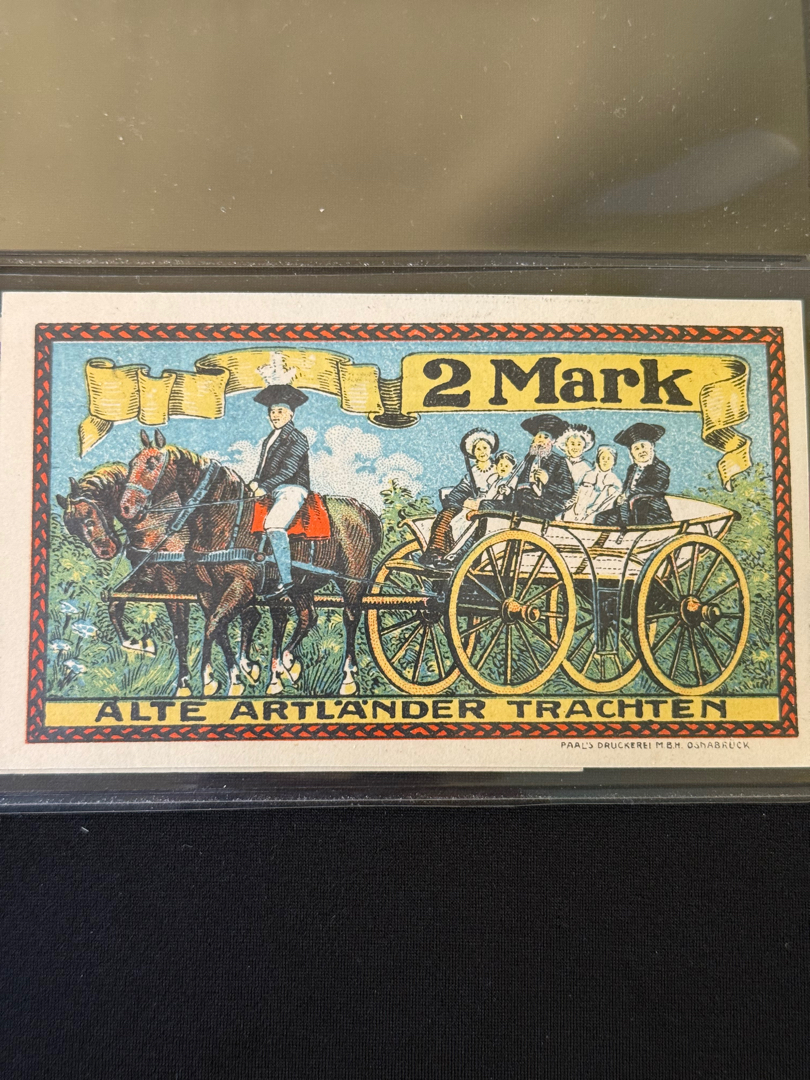 2 Mark
ALTE ARTLÄNDER TRACHTEN
PAAL'S DRUCKEREI M.B.H. OSNABRÜCK